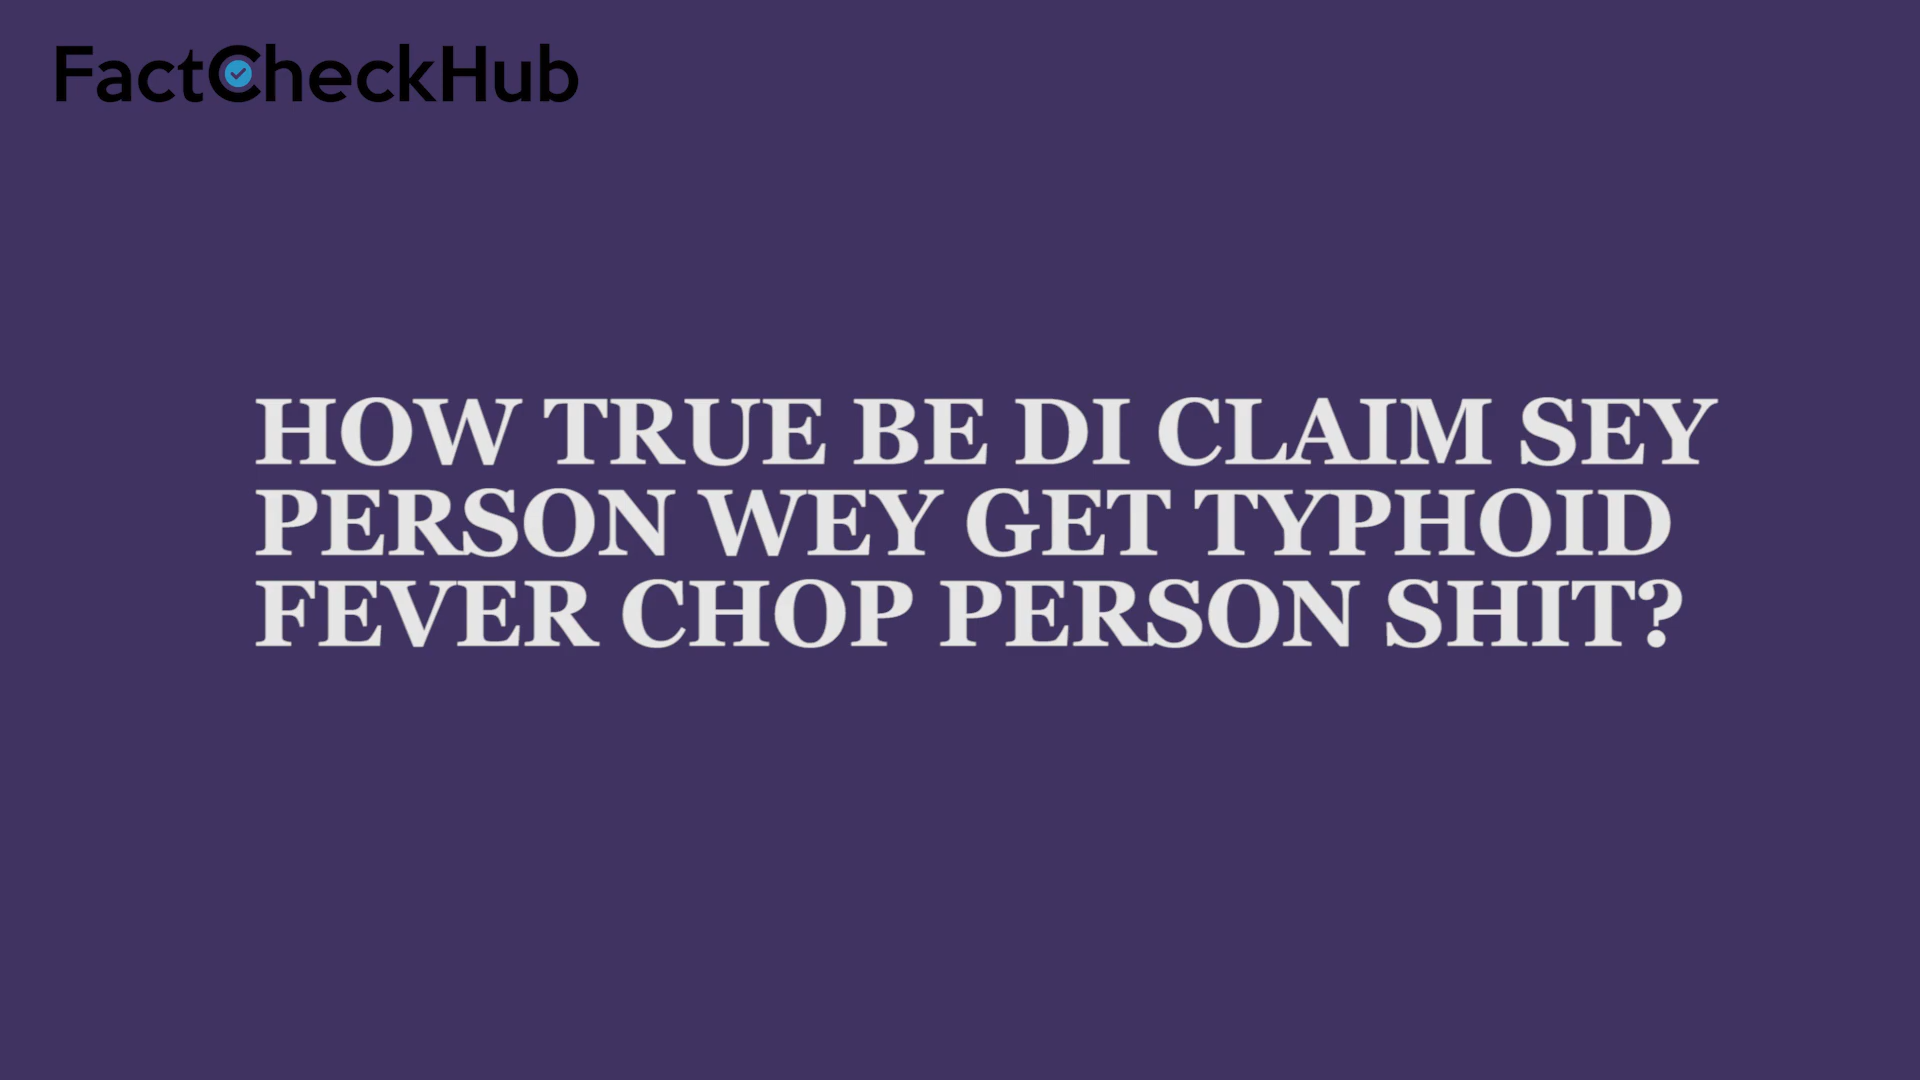 FactCheckHub
HOW TRUE BE DI CLAIM SEY
PERSON WEY GET TYPHOID
FEVER CHOP PERSON SHIT?